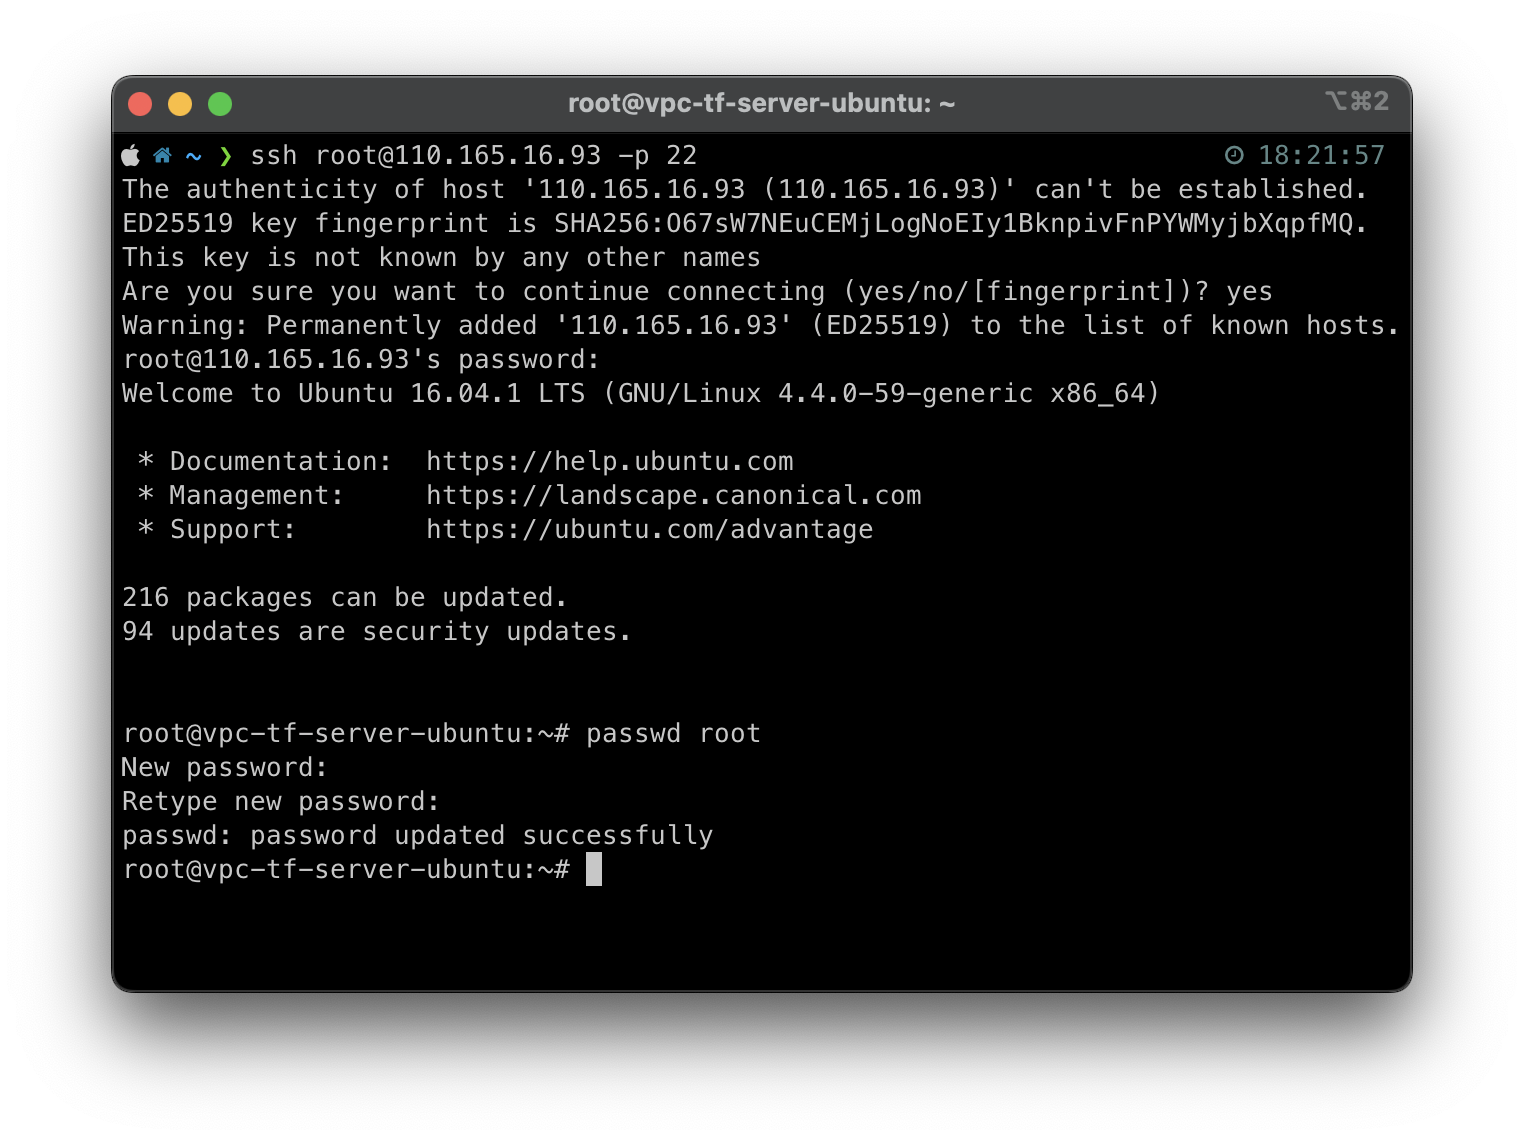 root@vpc-tf-server-ubuntu: ~ ⌥⌘2
~ ❯ ssh root@110.165.16.93 -p 22 18:21:57
The authenticity of host '110.165.16.93 (110.165.16.93)' can't be established.
ED25519 key fingerprint is SHA256:O67sW7NEuCEMjLogNoEIy1BknpivFnPYWMyjbXqpfMQ.
This key is not known by any other names
Are you sure you want to continue connecting (yes/no/[fingerprint])? yes
Warning: Permanently added '110.165.16.93' (ED25519) to the list of known hosts.
root@110.165.16.93's password:
Welcome to Ubuntu 16.04.1 LTS (GNU/Linux 4.4.0-59-generic x86_64)
* Documentation:  https://help.ubuntu.com
* Management:     https://landscape.canonical.com
* Support:        https://ubuntu.com/advantage
216 packages can be updated.
94 updates are security updates.
root@vpc-tf-server-ubuntu:~# passwd root
New password:
Retype new password:
passwd: password updated successfully
root@vpc-tf-server-ubuntu:~#